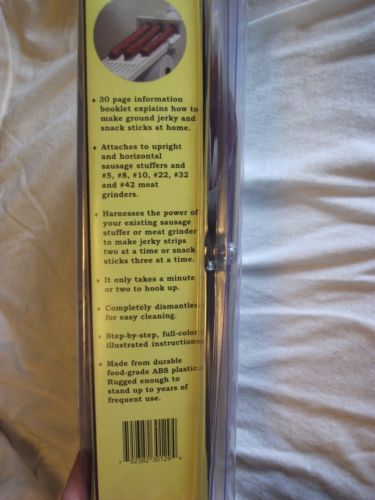 • 30 page information
booklet explains how to
make ground jerky and
snack sticks at home.
• Attaches to upright
and horizontal
sausage stuffers and
#5, #8, #10, #22, #32
and #42 meat
grinders.
• Harnesses the power of
your existing sausage
stuffer or meat grinder
to make jerky strips
two at a time or snack
sticks three at a time.
• It only takes a minute
or two to hook up.
• Completely dismantles
for easy cleaning.
• Step-by-step, full-color
illustrated instructions
• Made from durable
food-grade ABS plastic.
Rugged enough to
stand up to years of
frequent use.
7 92382 30129 4